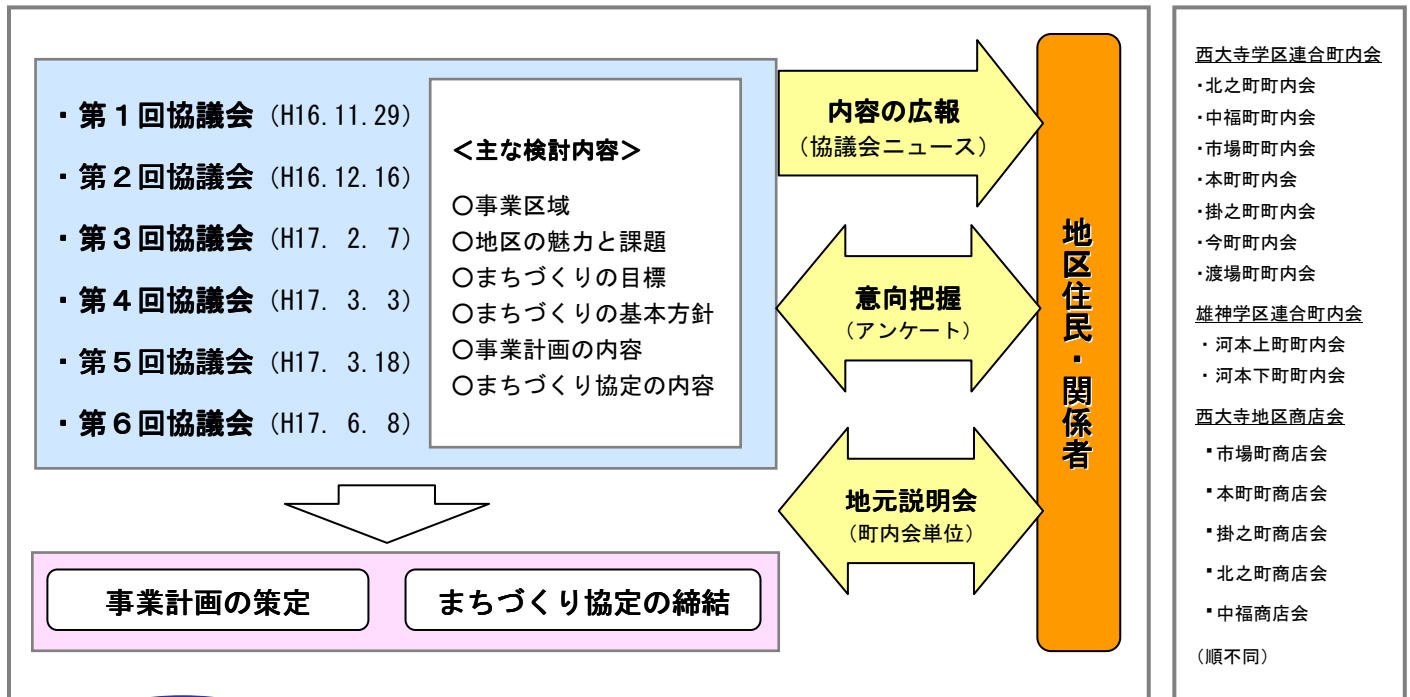 ・第１回協議会（H16.11.29）
・第２回協議会（H16.12.16）
・第３回協議会（H17. 2. 7）
・第４回協議会（H17. 3. 3）
・第５回協議会（H17. 3.18）
・第６回協議会（H17. 6. 8）
＜主な検討内容＞
○事業区域
○地区の魅力と課題
○まちづくりの目標
○まちづくりの基本方針
○事業計画の内容
○まちづくり協定の内容
内容の広報
（協議会ニュース）
意向把握
（アンケート）
地元説明会
（町内会単位）
地区住民・関係者
事業計画の策定
まちづくり協定の締結
西大寺学区連合町内会
・北之町町内会
・中福町町内会
・市場町町内会
・本町町内会
・掛之町町内会
・今町町内会
・渡場町町内会
雄神学区連合町内会
・河本上町町内会
・河本下町町内会
西大寺地区商店会
・市場町商店会
・本町町商店会
・掛之町商店会
・北之町商店会
・中福商店会
（順不同）